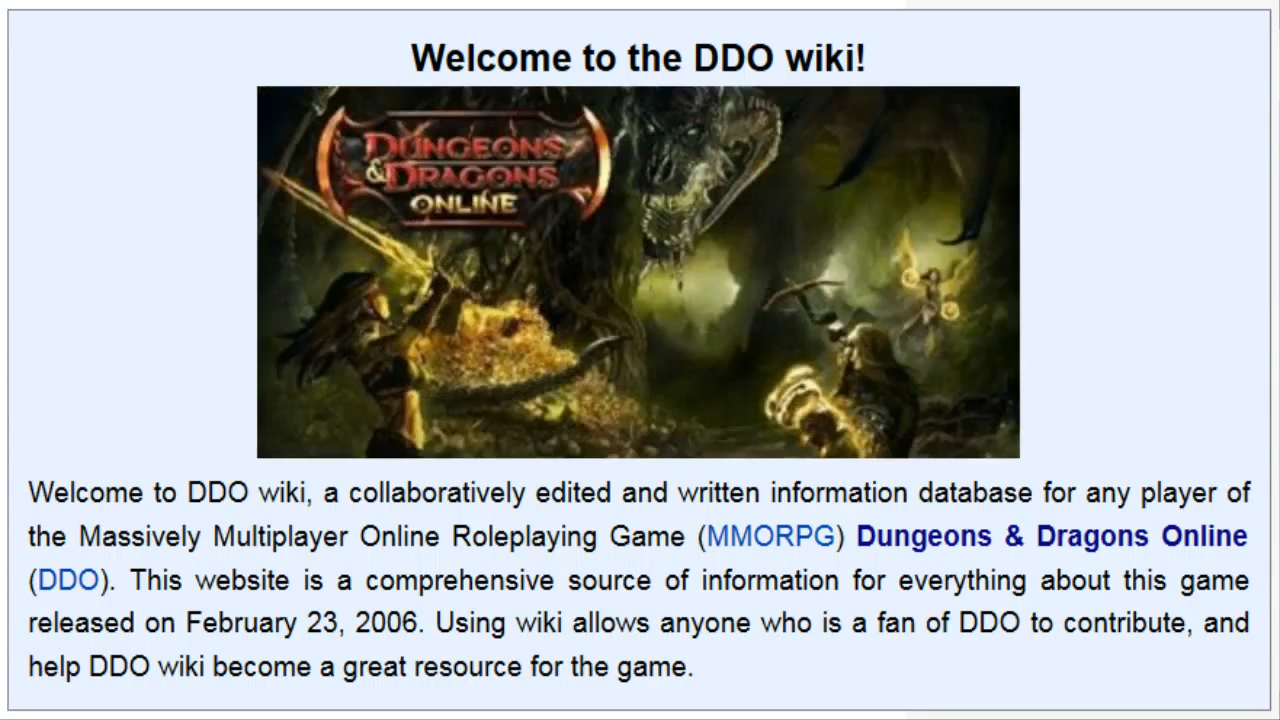 Welcome to the DDO wiki!
DUNGEONS
& DRAGONS
ONLINE
Welcome to DDO wiki, a collaboratively edited and written information database for any player of
the Massively Multiplayer Online Roleplaying Game (MMORPG) Dungeons & Dragons Online
(DDO). This website is a comprehensive source of information for everything about this game
released on February 23, 2006. Using wiki allows anyone who is a fan of DDO to contribute, and
help DDO wiki become a great resource for the game.